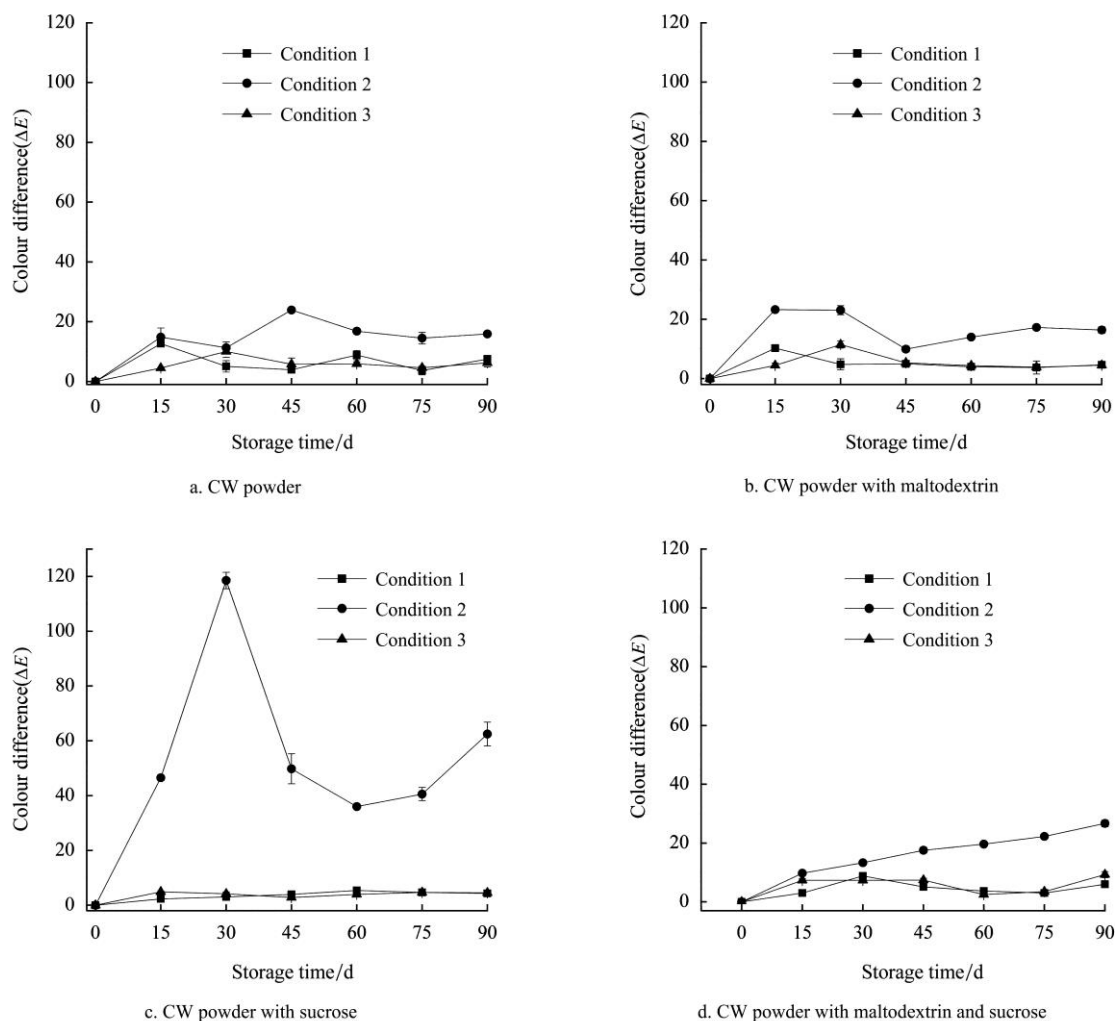 120
100
80
60
40
20
0
Colour difference(ΔE)
Condition 1
Condition 2
Condition 3
0 15 30 45 60 75 90
Storage time/d
a. CW powder
120
100
80
60
40
20
0
Colour difference(ΔE)
Condition 1
Condition 2
Condition 3
0 15 30 45 60 75 90
Storage time/d
b. CW powder with maltodextrin
120
100
80
60
40
20
0
Colour difference(ΔE)
Condition 1
Condition 2
Condition 3
0 15 30 45 60 75 90
Storage time/d
c. CW powder with sucrose
120
100
80
60
40
20
0
Colour difference(ΔE)
Condition 1
Condition 2
Condition 3
0 15 30 45 60 75 90
Storage time/d
d. CW powder with maltodextrin and sucrose